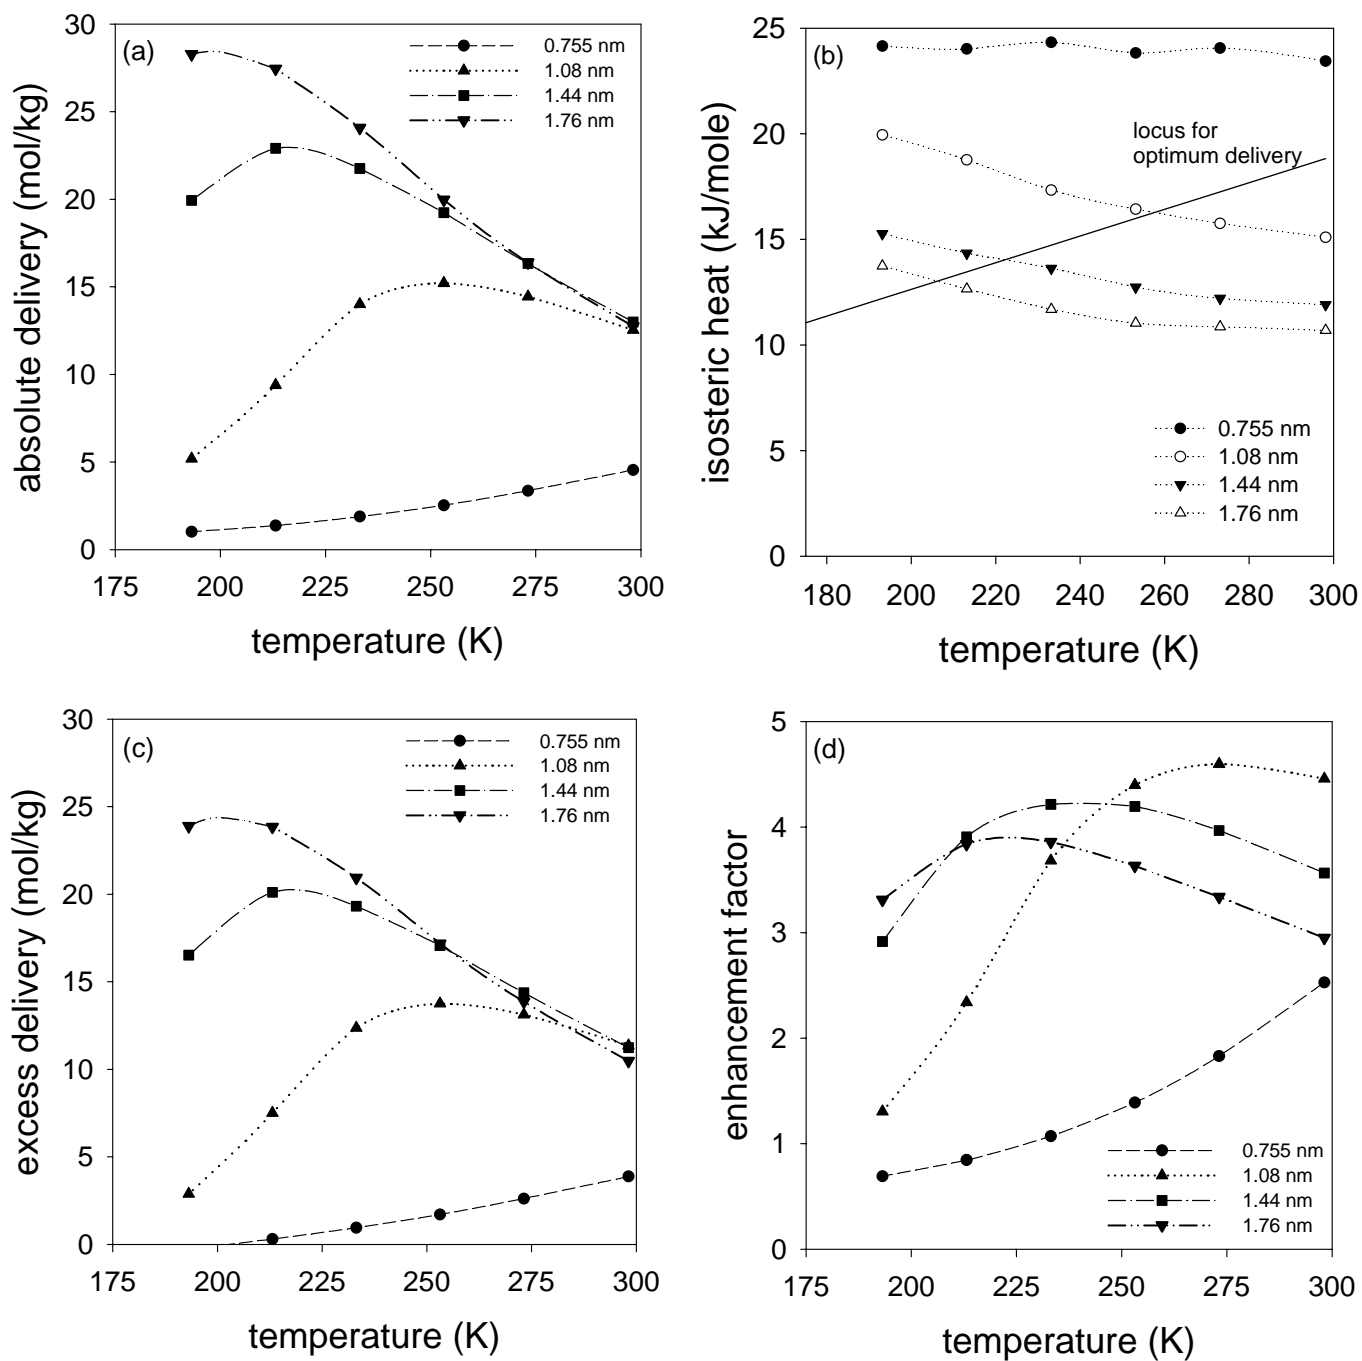 (a)
0.755 nm
1.08 nm
1.44 nm
1.76 nm
30
25
20
15
10
5
0
175
200
225
250
275
300
absolute delivery (mol/kg)
temperature (K)
(b)
locus for
optimum delivery
0.755 nm
1.08 nm
1.44 nm
1.76 nm
25
20
15
10
5
0
180
200
220
240
260
280
300
isosteric heat (kJ/mole)
temperature (K)
(c)
0.755 nm
1.08 nm
1.44 nm
1.76 nm
30
25
20
15
10
5
0
175
200
225
250
275
300
excess delivery (mol/kg)
temperature (K)
(d)
0.755 nm
1.08 nm
1.44 nm
1.76 nm
5
4
3
2
1
0
175
200
225
250
275
300
enhancement factor
temperature (K)